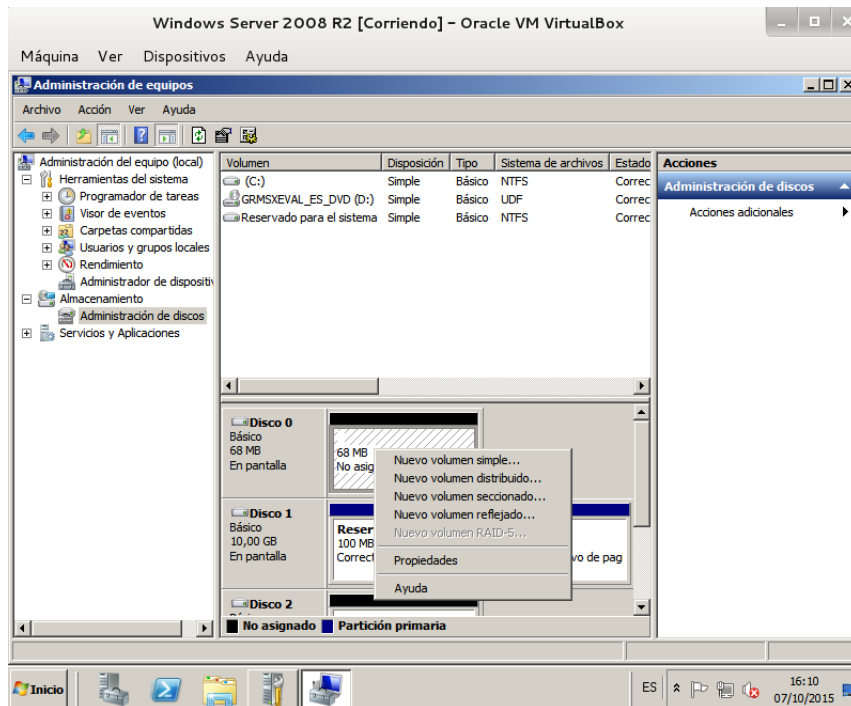 Windows Server 2008 R2 [Corriendo] - Oracle VM VirtualBox
Máquina Ver Dispositivos Ayuda
Administración de equipos
Archivo Acción Ver Ayuda
Administración del equipo (local)
Herramientas del sistema
Programador de tareas
Visor de eventos
Carpetas compartidas
Usuarios y grupos locales
Rendimiento
Administrador de dispositiv
Almacenamiento
Administración de discos
Servicios y Aplicaciones
Volumen Disposición Tipo Sistema de archivos Estado
(C:) Simple Básico NTFS Correc
GRMSXEVAL_ES_DVD (D:) Simple Básico UDF Correc
Reservado para el sistema Simple Básico NTFS Correc
Acciones
Administración de discos
Acciones adicionales
Disco 0
Básico
68 MB
En pantalla
68 MB
No asig
Nuevo volumen simple...
Nuevo volumen distribuido...
Nuevo volumen seccionado...
Nuevo volumen reflejado...
Nuevo volumen RAID-5...
Propiedades
Ayuda
Disco 1
Básico
10,00 GB
En pantalla
Reser
100 MB
Correct
vo de pag
Disco 2
No asignado Partición primaria
Inicio
ES
16:10
07/10/2015